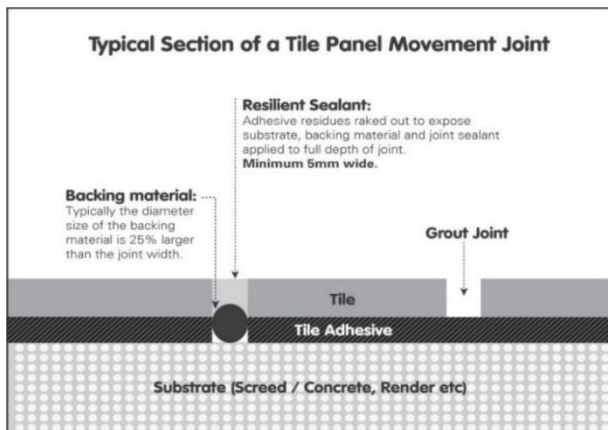 Typical Section of a Tile Panel Movement Joint
Resilient Sealant:
Adhesive residues raked out to expose
substrate, backing material and joint sealant
applied to full depth of joint.
Minimum 5mm wide.
Backing material:
Typically the diameter
size of the backing
material is 25% larger
than the joint width.
Grout Joint
Tile
Tile Adhesive
Substrate (Screed / Concrete, Render etc)